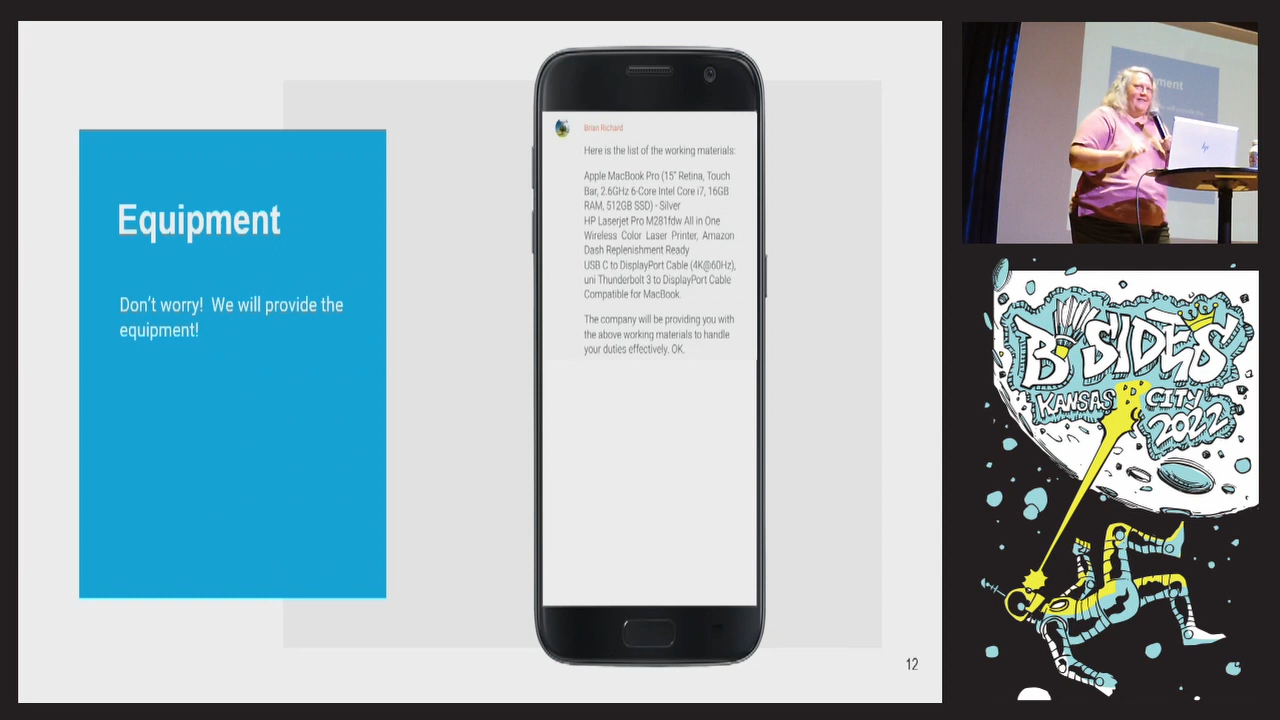 Equipment
Don't worry! We will provide the
equipment!
Brian Richard
Here is the list of the working materials:
Apple MacBook Pro (15" Retina, Touch
Bar, 2.6GHz 6-Core Intel Core i7, 16GB
RAM, 512GB SSD) - Silver
HP Laserjet Pro M281fdw All in One
Wireless Color Laser Printer, Amazon
Dash Replenishment Ready
USB C to DisplayPort Cable (4K@60Hz),
uni Thunderbolt 3 to DisplayPort Cable
Compatible for MacBook.
The company will be providing you with
the above working materials to handle
your duties effectively. OK.
12
hp
BSIDES
KANSAS CITY
2022